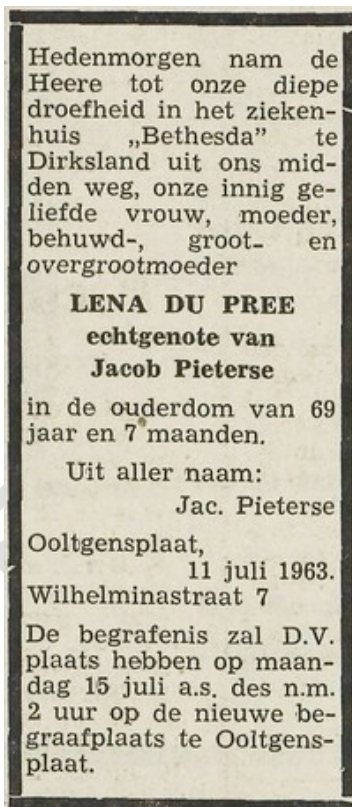 Hedenmorgen nam de
Heere tot onze diepe
droefheid in het zieken-
huis „Bethesda” te
Dirksland uit ons mid-
den weg, onze innig ge-
liefde vrouw, moeder,
behuwd-, groot- en
overgrootmoeder
LENA DU PREE
echtgenote van
Jacob Pieterse
in de ouderdom van 69
jaar en 7 maanden.
Uit aller naam:
Jac. Pieterse
Ooltgensplaat,
11 juli 1963.
Wilhelminastraat 7
De begrafenis zal D.V.
plaats hebben op maan-
dag 15 juli a.s. des n.m.
2 uur op de nieuwe be-
graafplaats te Ooltgens-
plaat.